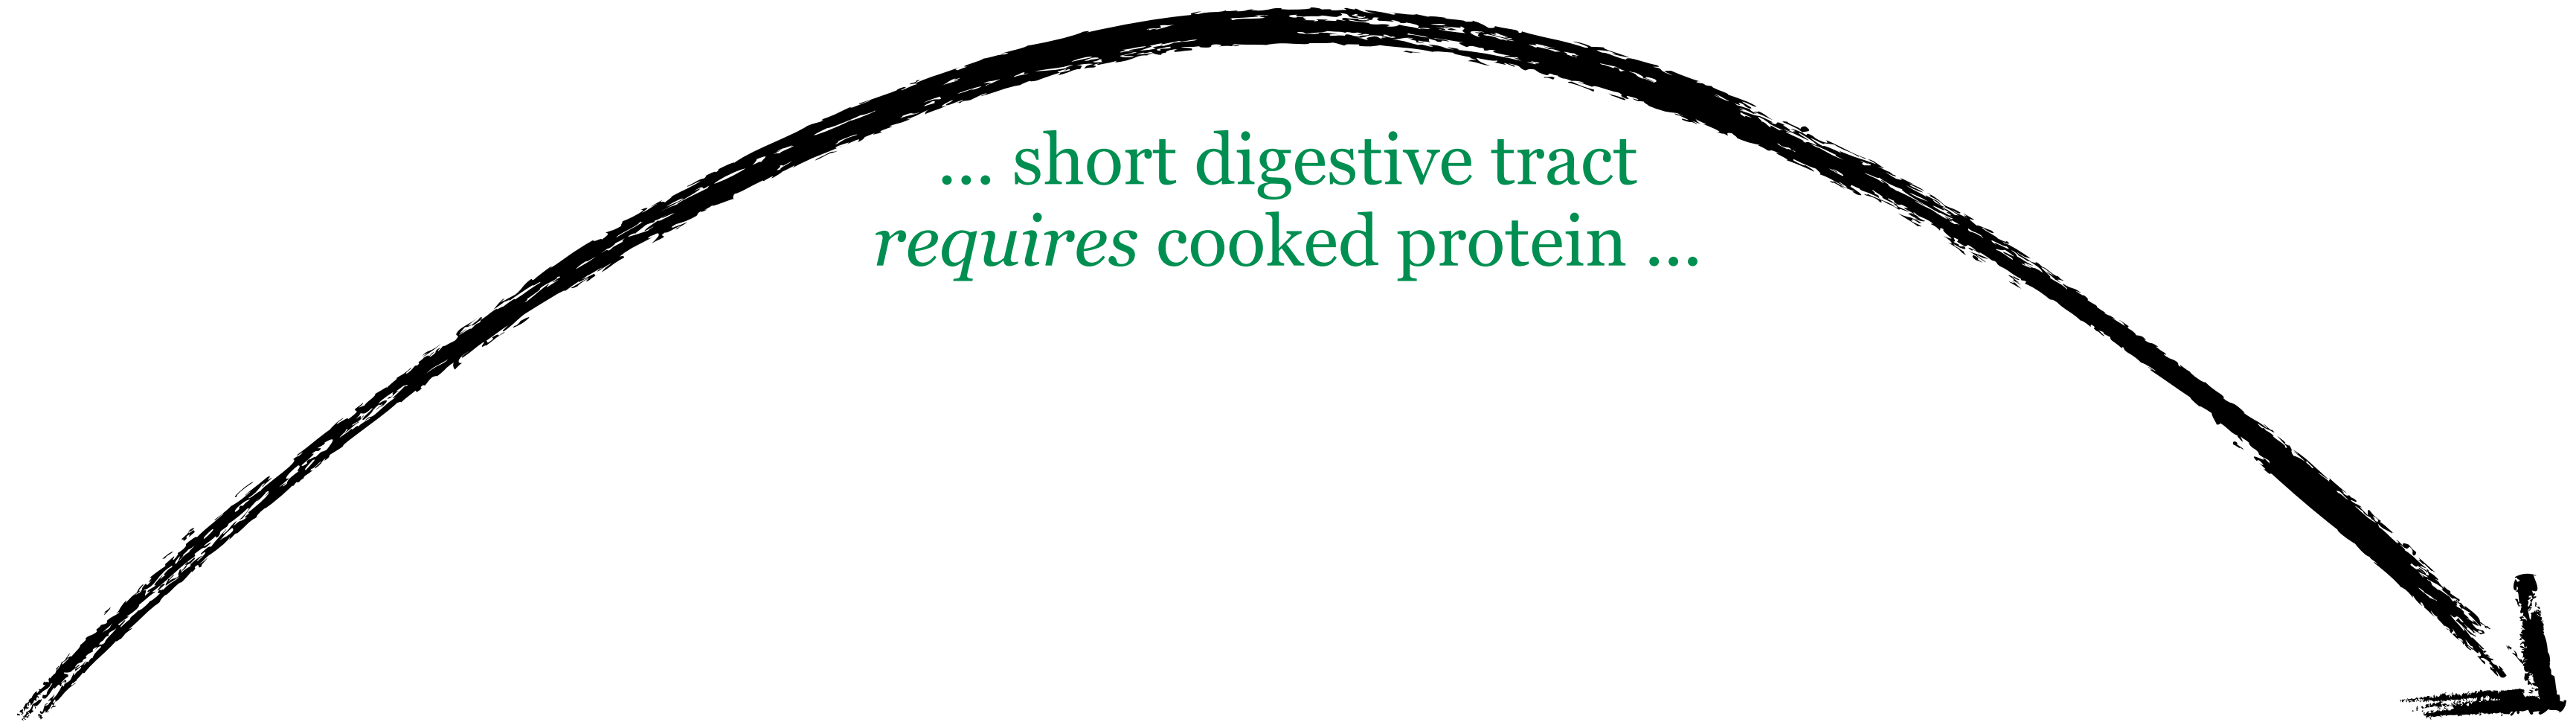 ... short digestive tract
requires cooked protein ...